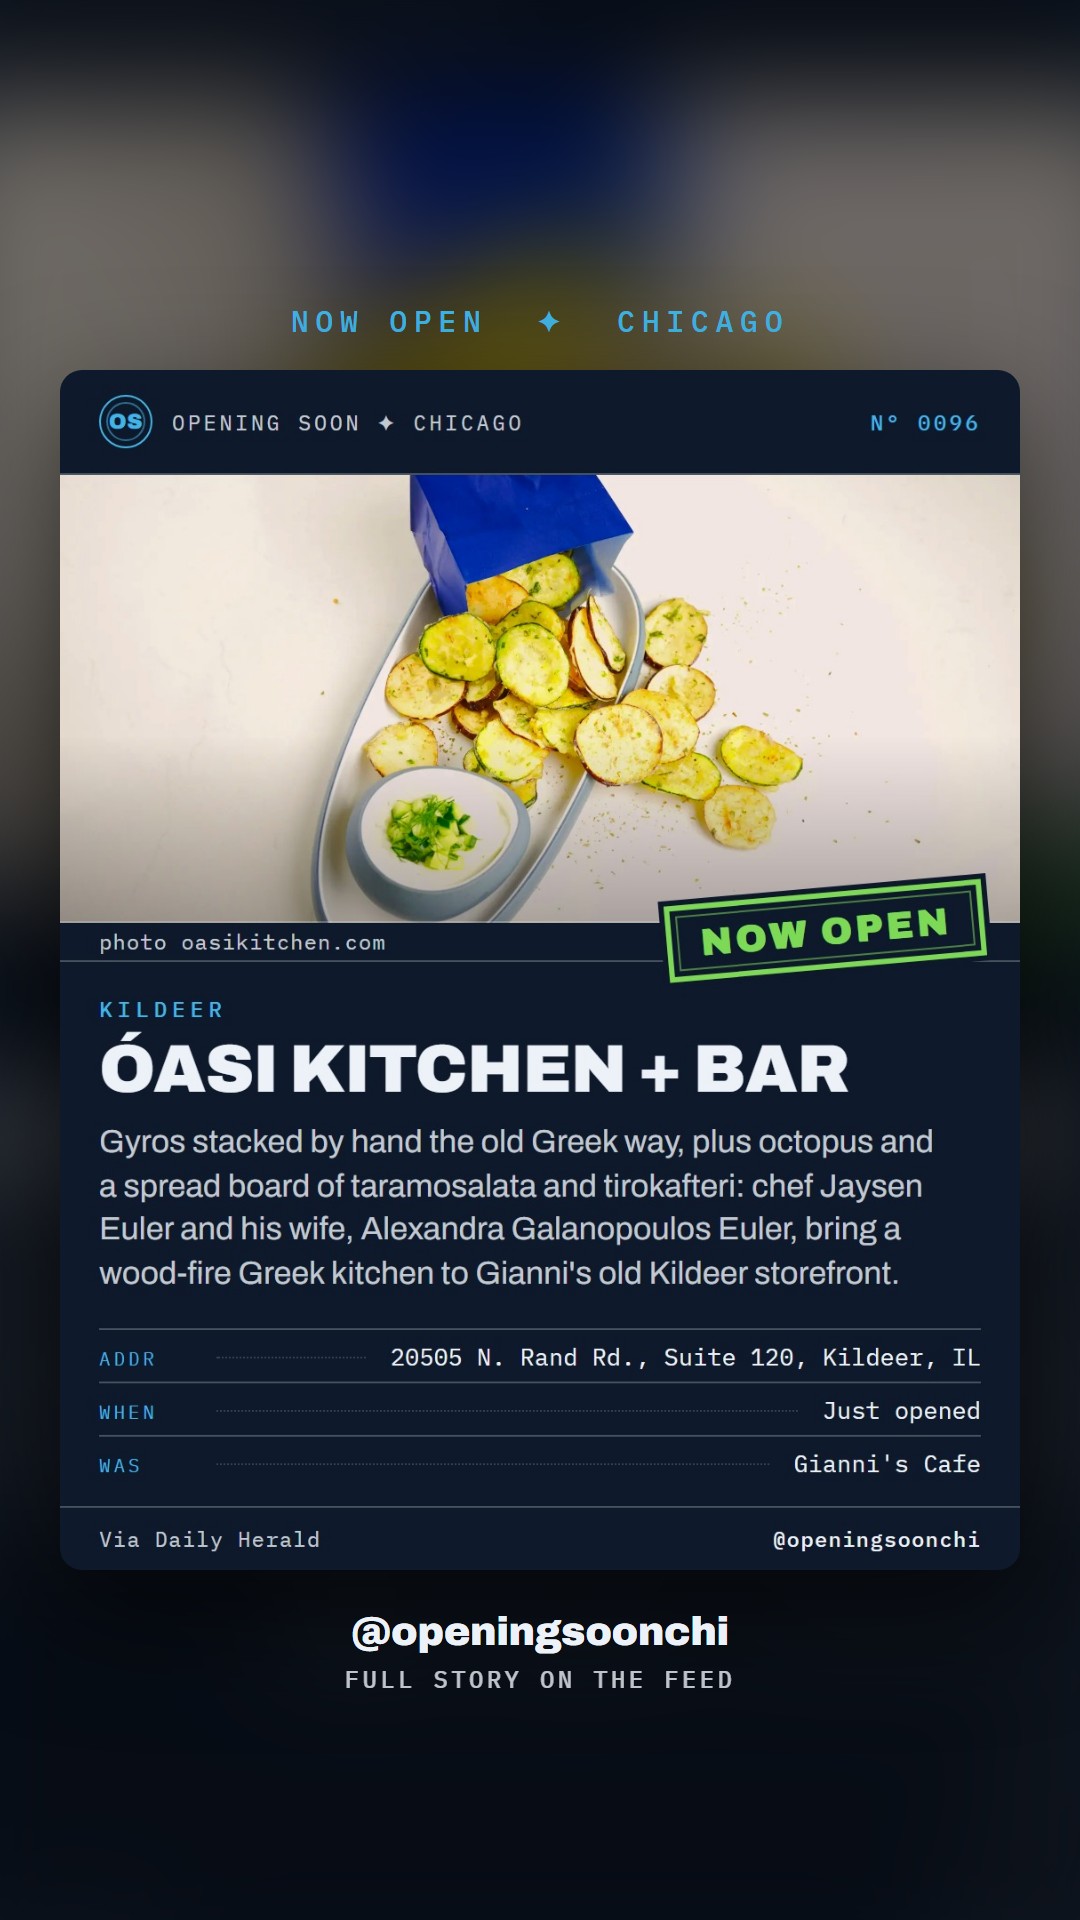 NOW OPEN ✦ CHICAGO
OS OPENING SOON ✦ CHICAGO N° 0096
photo oasikitchen.com
NOW OPEN
KILDEER
ÓASI KITCHEN + BAR
Gyros stacked by hand the old Greek way, plus octopus and
a spread board of taramosalata and tirokafteri: chef Jaysen
Euler and his wife, Alexandra Galanopoulos Euler, bring a
wood-fire Greek kitchen to Gianni's old Kildeer storefront.
ADDR 20505 N. Rand Rd., Suite 120, Kildeer, IL
WHEN Just opened
WAS Gianni's Cafe
Via Daily Herald @openingsoonchi
@openingsoonchi
FULL STORY ON THE FEED